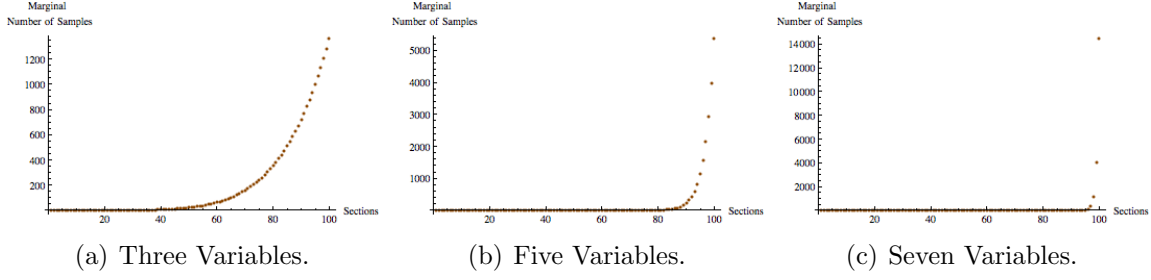 Marginal
Number of Samples
1200
1000
800
600
400
200
20
40
60
80
100
Sections
(a) Three Variables.
Marginal
Number of Samples
5000
4000
3000
2000
1000
20
40
60
80
100
Sections
(b) Five Variables.
Marginal
Number of Samples
14000
12000
10000
8000
6000
4000
2000
20
40
60
80
100
Sections
(c) Seven Variables.